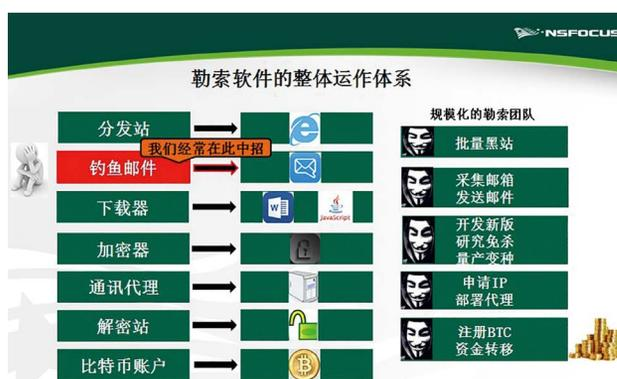 NSFOCUS
勒索软件的整体运作体系
分发站
我们经常在此中招
钓鱼邮件
下载器
W
JavaScript
加密器
通讯代理
解密站
比特币账户
规模化的勒索团队
批量黑站
采集邮箱
发送邮件
开发新版
研究免杀
量产变种
申请IP
部署代理
注册BTC
资金转移